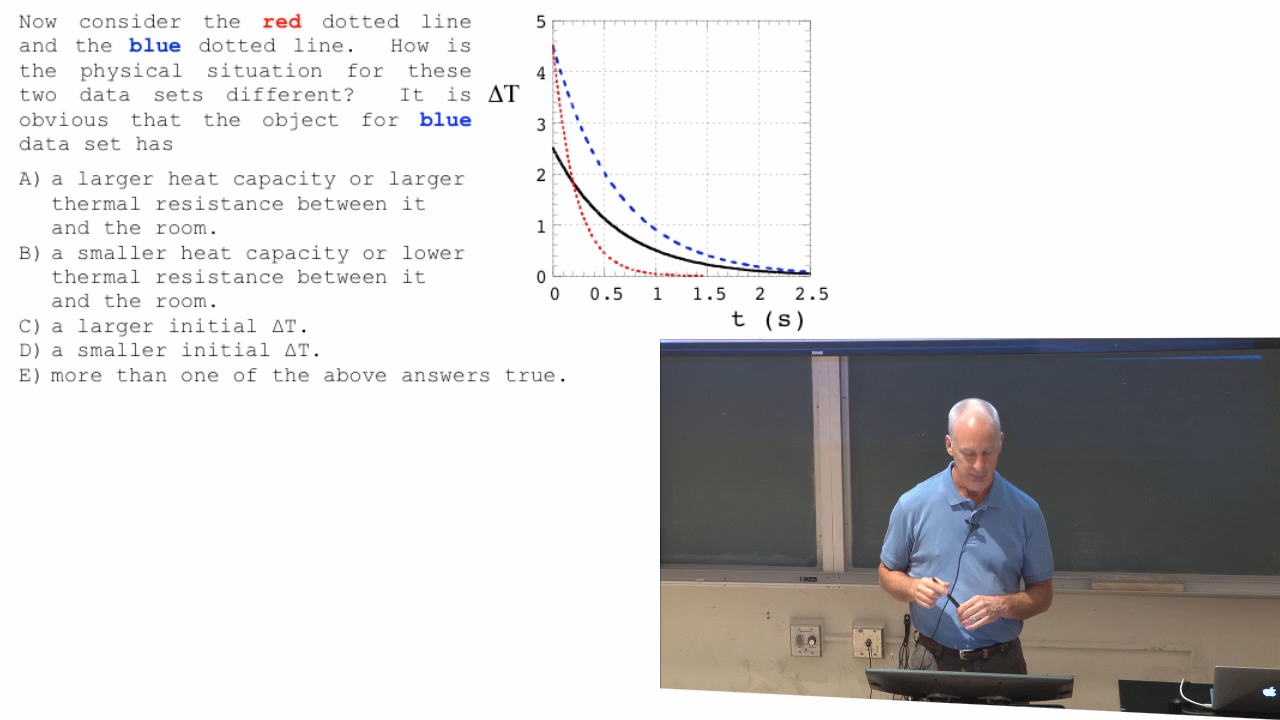 Now consider the red dotted line
and the blue dotted line. How is
the physical situation for these
two data sets different? It is
obvious that the object for blue
data set has
A) a larger heat capacity or larger
thermal resistance between it
and the room.
B) a smaller heat capacity or lower
thermal resistance between it
and the room.
C) a larger initial ΔT.
D) a smaller initial ΔT.
E) more than one of the above answers true.
ΔT
5
4
3
2
1
0
0 0.5 1 1.5 2 2.5
t (s)